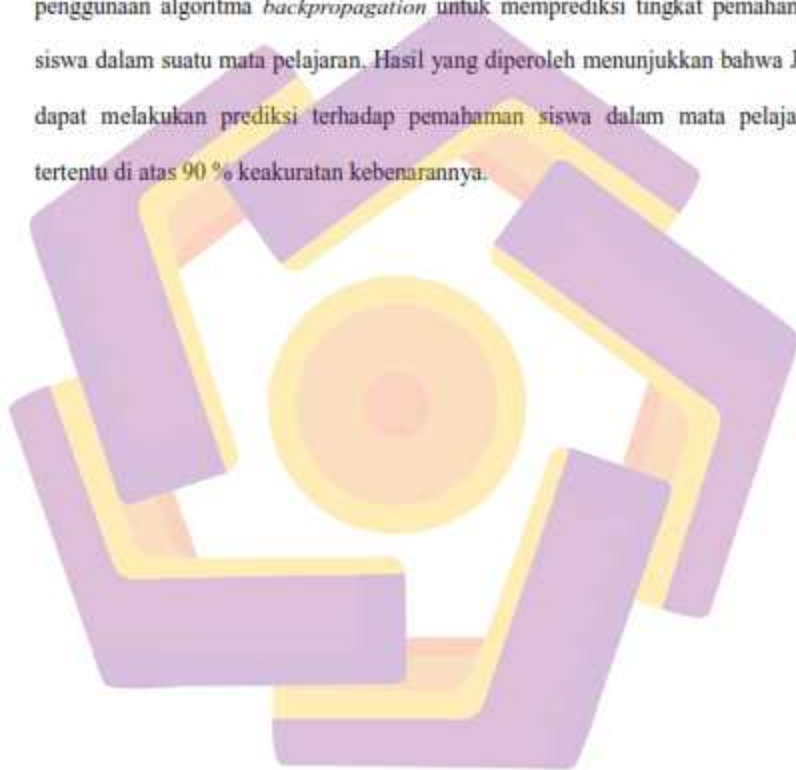 penggunaan algoritma backpropagation untuk memprediksi tingkat pemahan
siswa dalam suatu mata pelajaran. Hasil yang diperoleh menunjukkan bahwa J
dapat melakukan prediksi terhadap pemahaman siswa dalam mata pelaja
tertentu di atas 90 % keakuratan kebenarannya.